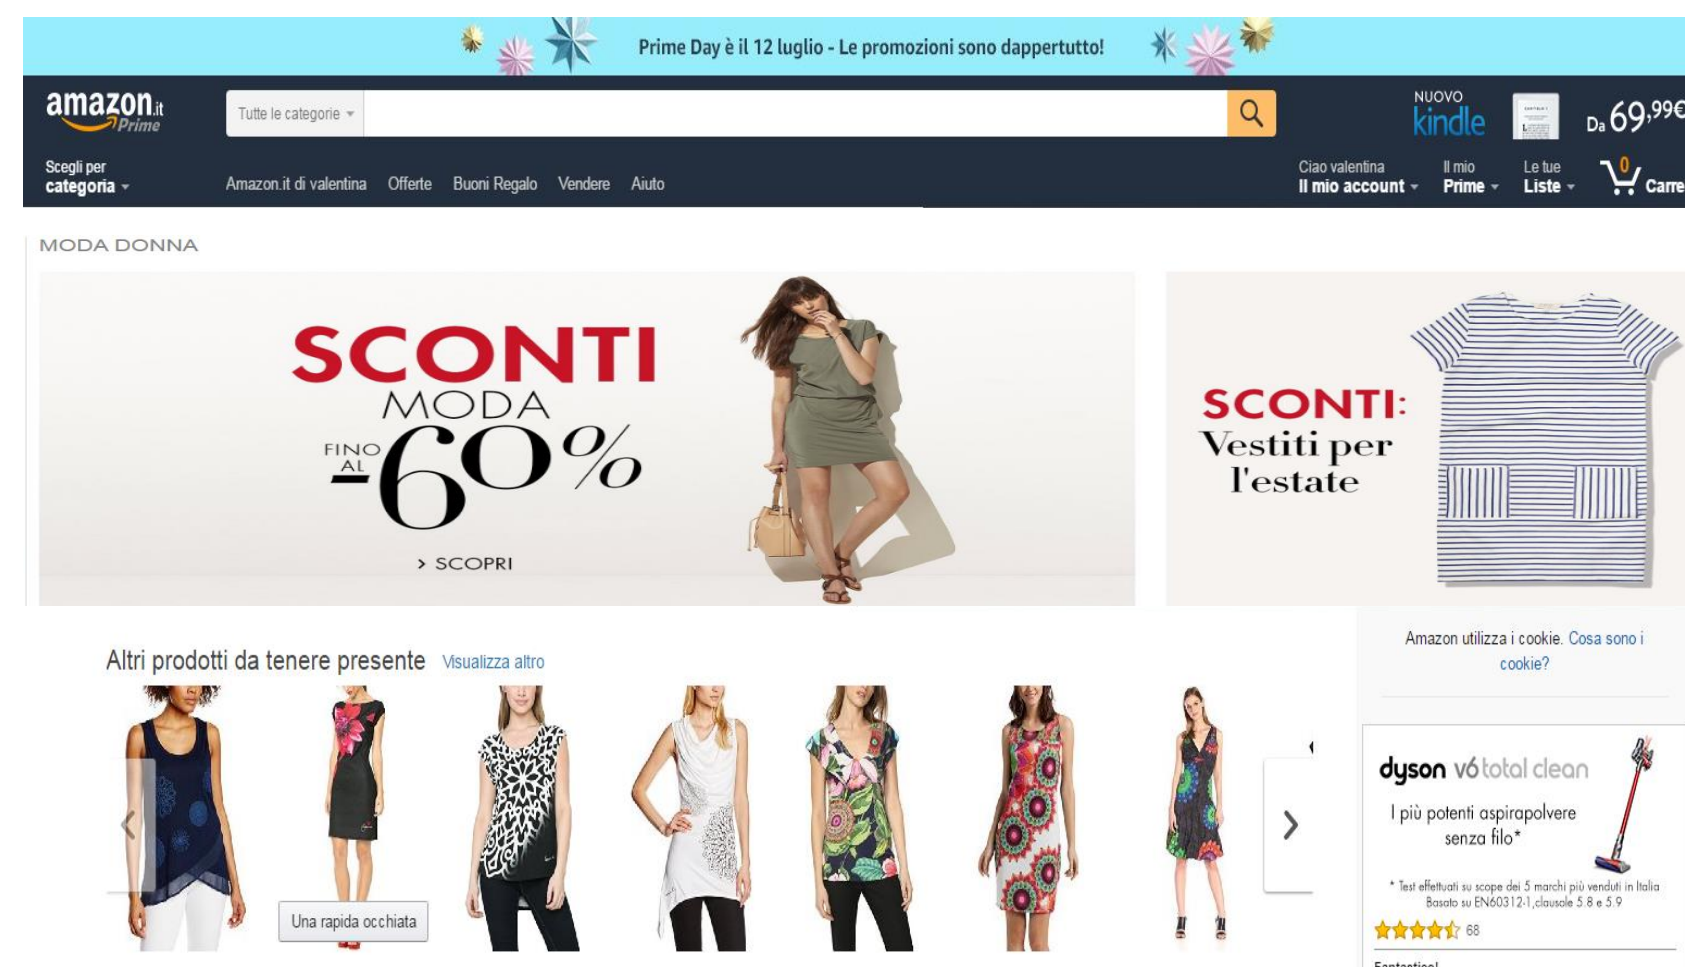 Prime Day è il 12 luglio - Le promozioni sono dappertutto!
amazon.it
Prime
Tutte le categorie
NUOVO
kindle
Da 69,99€
Scegli per
categoria
Amazon.it di valentina Offerte Buoni Regalo Vendere Aiuto
Ciao valentina
Il mio account
Il mio
Prime
Le tue
Liste
0
Carre
MODA DONNA
SCONTI
MODA
FINO
AL
-60%
> SCOPRI
SCONTI:
Vestiti per
l'estate
Altri prodotti da tenere presente Visualizza altro
Una rapida occhiata
Amazon utilizza i cookie. Cosa sono i
cookie?
dyson v6 total clean
I più potenti aspirapolvere
senza filo*
* Test effettuati su scope dei 5 marchi più venduti in Italia
Basato su EN60312-1,clausole 5.8 e 5.9
68
Fantastico!